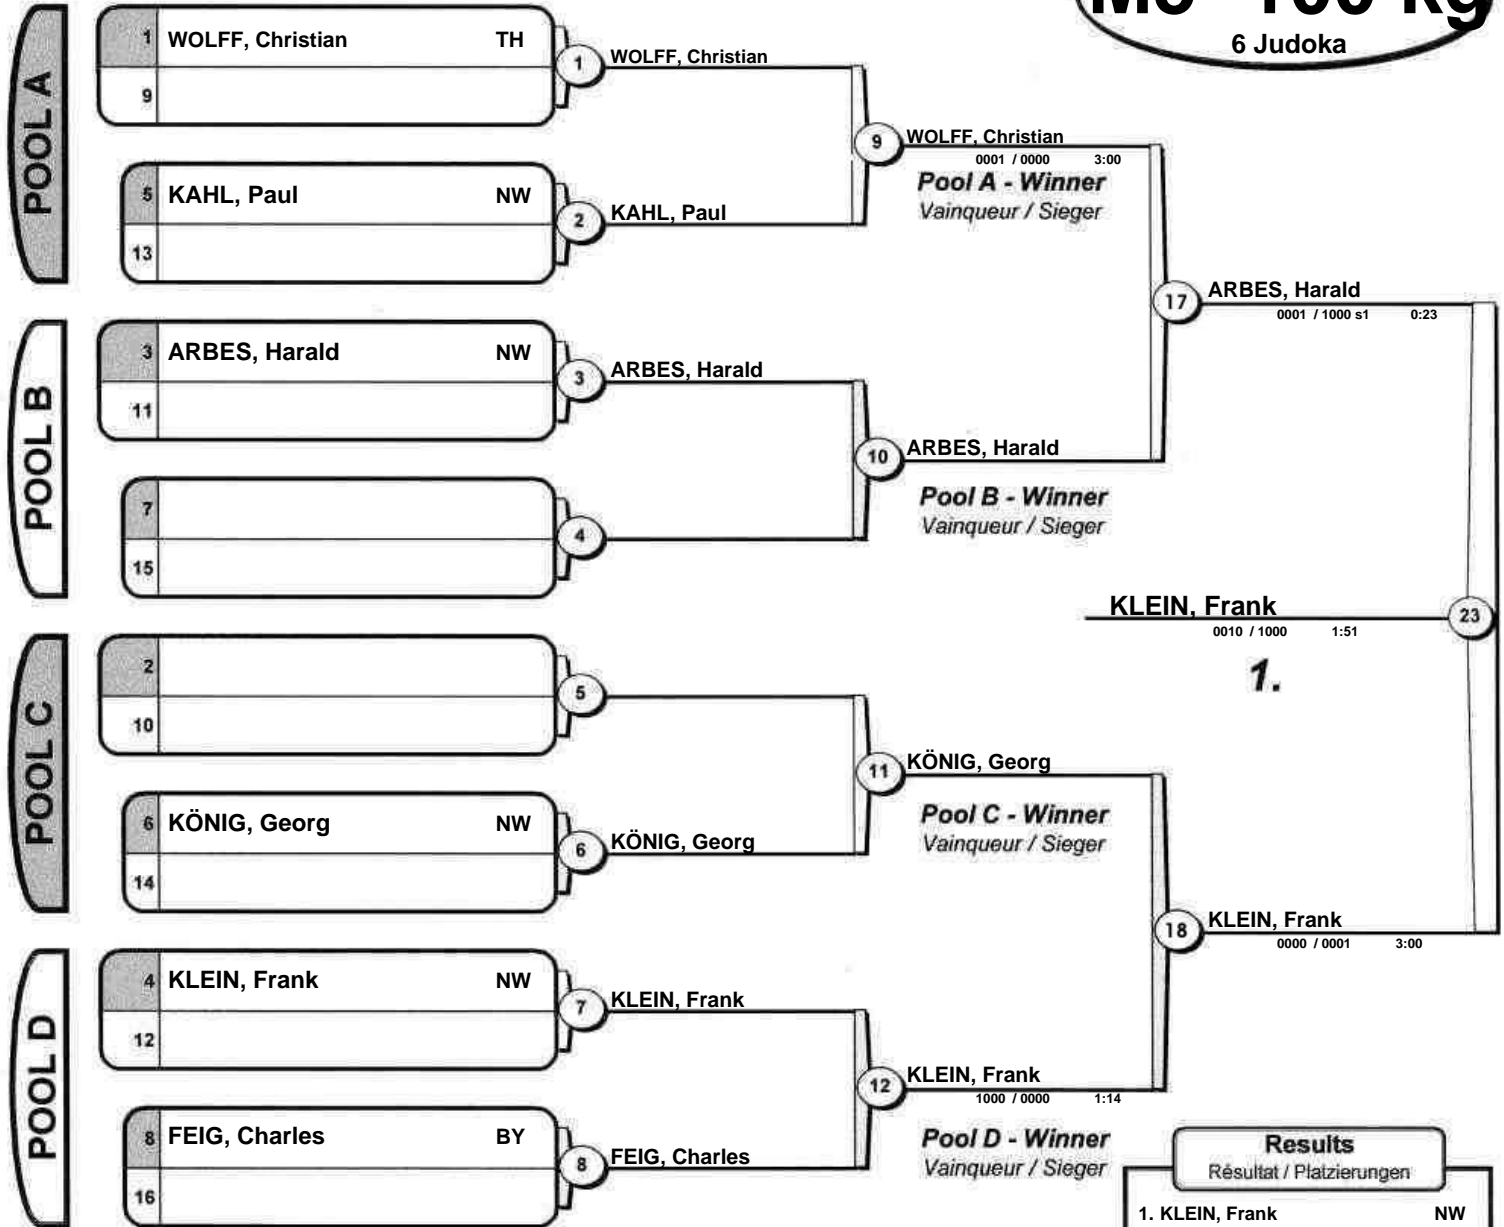 6 Judoka
POOL A
1 WOLFF, Christian TH
9
1 WOLFF, Christian
5 KAHL, Paul NW
13
2 KAHL, Paul
9 WOLFF, Christian
0001 / 0000 3:00
Pool A - Winner
Vainqueur / Sieger
POOL B
3 ARBES, Harald NW
11
3 ARBES, Harald
7
15
4
10 ARBES, Harald
Pool B - Winner
Vainqueur / Sieger
17 ARBES, Harald
0001 / 1000 s1 0:23
KLEIN, Frank 23
0010 / 1000 1:51
1.
POOL C
2
10
5
6 KÖNIG, Georg NW
14
6 KÖNIG, Georg
11 KÖNIG, Georg
Pool C - Winner
Vainqueur / Sieger
18 KLEIN, Frank
0000 / 0001 3:00
POOL D
4 KLEIN, Frank NW
12
7 KLEIN, Frank
8 FEIG, Charles BY
16
8 FEIG, Charles
12 KLEIN, Frank
1000 / 0000 1:14
Pool D - Winner
Vainqueur / Sieger
Results
Résultat / Platzierungen
1. KLEIN, Frank NW